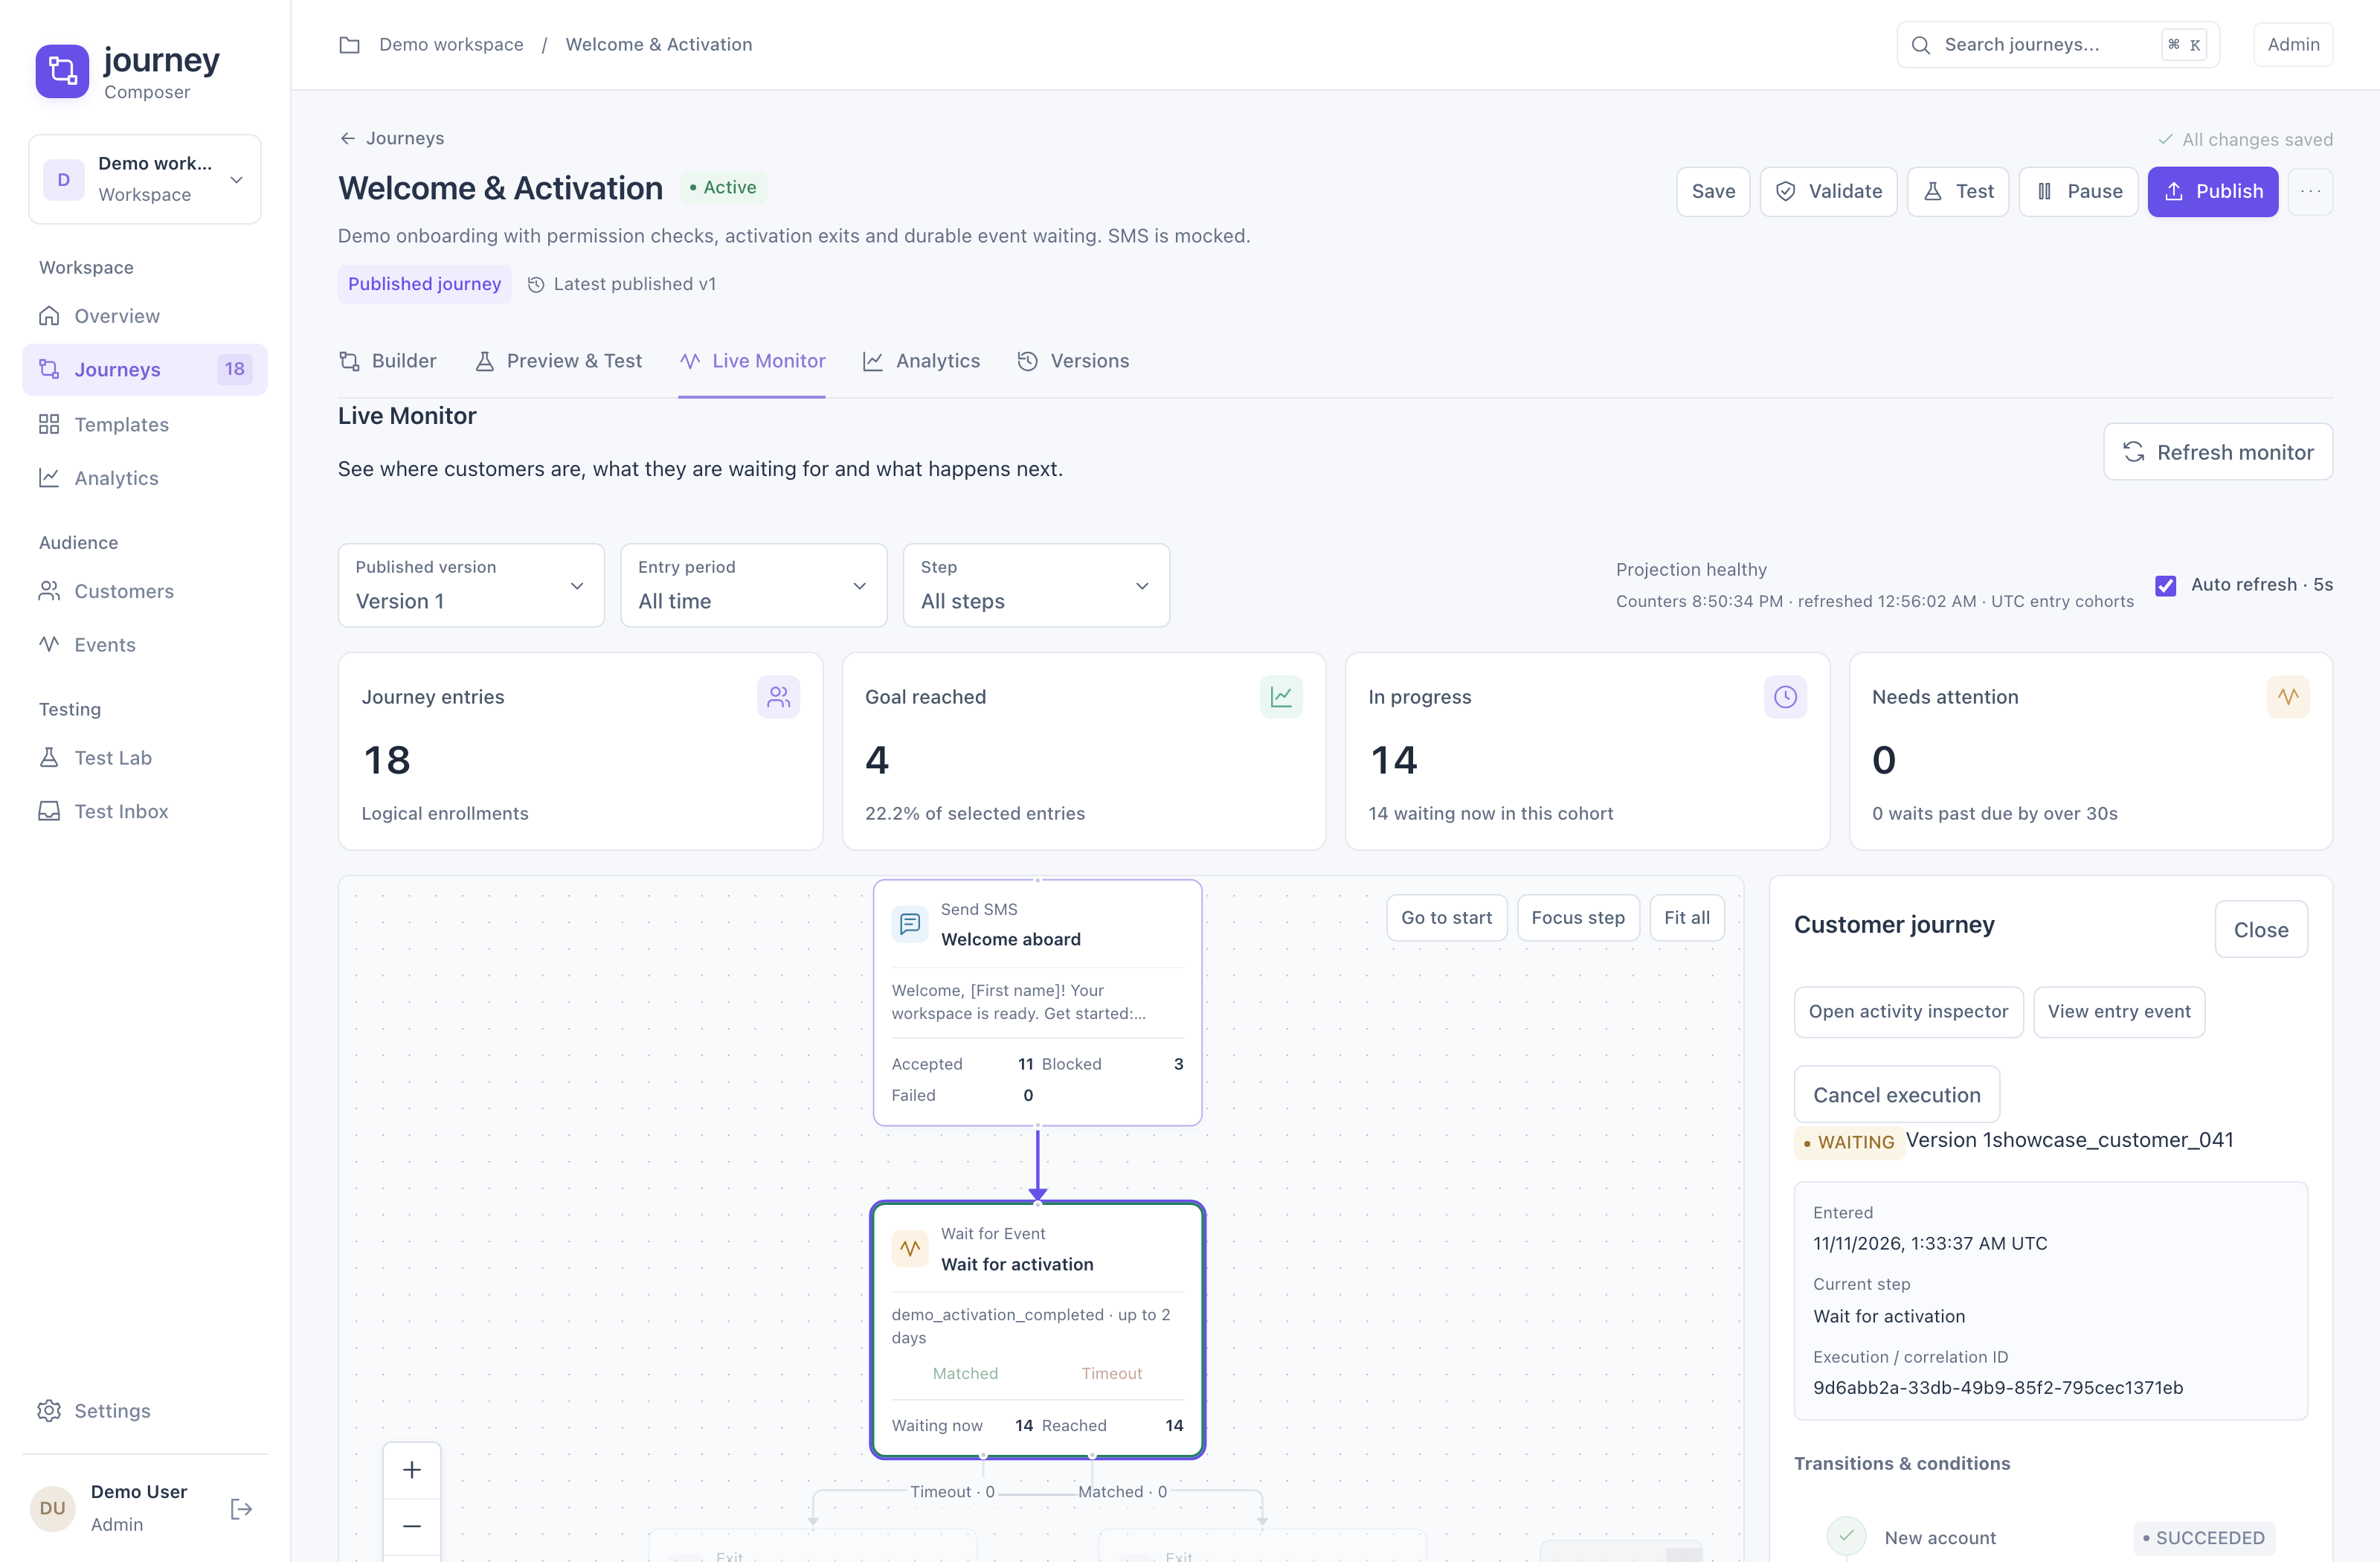 journey
Composer
D
Demo work...
Workspace
Workspace
Overview
Journeys 18
Templates
Analytics
Audience
Customers
Events
Testing
Test Lab
Test Inbox
Settings
DU
Demo User
Admin
Demo workspace / Welcome & Activation
Search journeys... ⌘ K
Admin
← Journeys
✓ All changes saved
Welcome & Activation
• Active
Save
Validate
Test
Pause
Publish
...
Demo onboarding with permission checks, activation exits and durable event waiting. SMS is mocked.
Published journey
Latest published v1
Builder
Preview & Test
Live Monitor
Analytics
Versions
Live Monitor
See where customers are, what they are waiting for and what happens next.
Refresh monitor
Published version
Version 1
Entry period
All time
Step
All steps
Projection healthy
Counters 8:50:34 PM · refreshed 12:56:02 AM · UTC entry cohorts
Auto refresh · 5s
Journey entries
18
Logical enrollments
Goal reached
4
22.2% of selected entries
In progress
14
14 waiting now in this cohort
Needs attention
0
0 waits past due by over 30s
Go to start
Focus step
Fit all
Send SMS
Welcome aboard
Welcome, [First name]! Your
workspace is ready. Get started:...
Accepted 11 Blocked 3
Failed 0
Wait for Event
Wait for activation
demo_activation_completed · up to 2
days
Matched Timeout
Waiting now 14 Reached 14
Timeout · 0
Matched · 0
Exit
Exit
+
−
Customer journey
Close
Open activity inspector
View entry event
Cancel execution
• WAITING Version 1showcase_customer_041
Entered
11/11/2026, 1:33:37 AM UTC
Current step
Wait for activation
Execution / correlation ID
9d6abb2a-33db-49b9-85f2-795cec1371eb
Transitions & conditions
New account
• SUCCEEDED